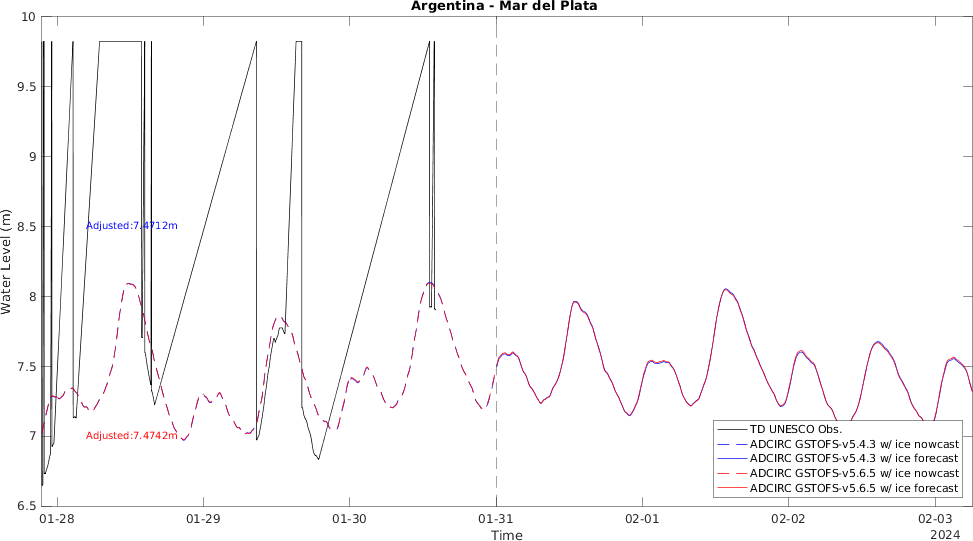 Argentina - Mar del Plata
10
9.5
9
8.5
8
7.5
7
6.5
Water Level (m)
Adjusted:7.4712m
Adjusted:7.4742m
TD UNESCO Obs.
ADCIRC GSTOFS-v5.4.3 w/ ice nowcast
ADCIRC GSTOFS-v5.4.3 w/ ice forecast
ADCIRC GSTOFS-v5.6.5 w/ ice nowcast
ADCIRC GSTOFS-v5.6.5 w/ ice forecast
01-28 01-29 01-30 01-31 02-01 02-02 02-03
Time
2024